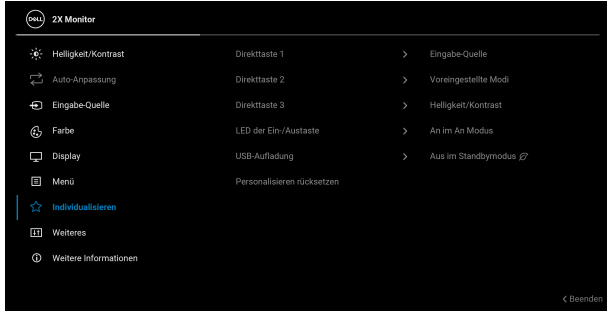 DELL 2X Monitor
Helligkeit/Kontrast Direkttaste 1 > Eingabe-Quelle
Auto-Anpassung Direkttaste 2 > Voreingestellte Modi
Eingabe-Quelle Direkttaste 3 > Helligkeit/Kontrast
Farbe LED der Ein-/Austaste > An im An Modus
Display USB-Aufladung > Aus im Standbymodus
Menü Personalisieren rücksetzen
Individualisieren
Weiteres
Weitere Informationen
< Beenden